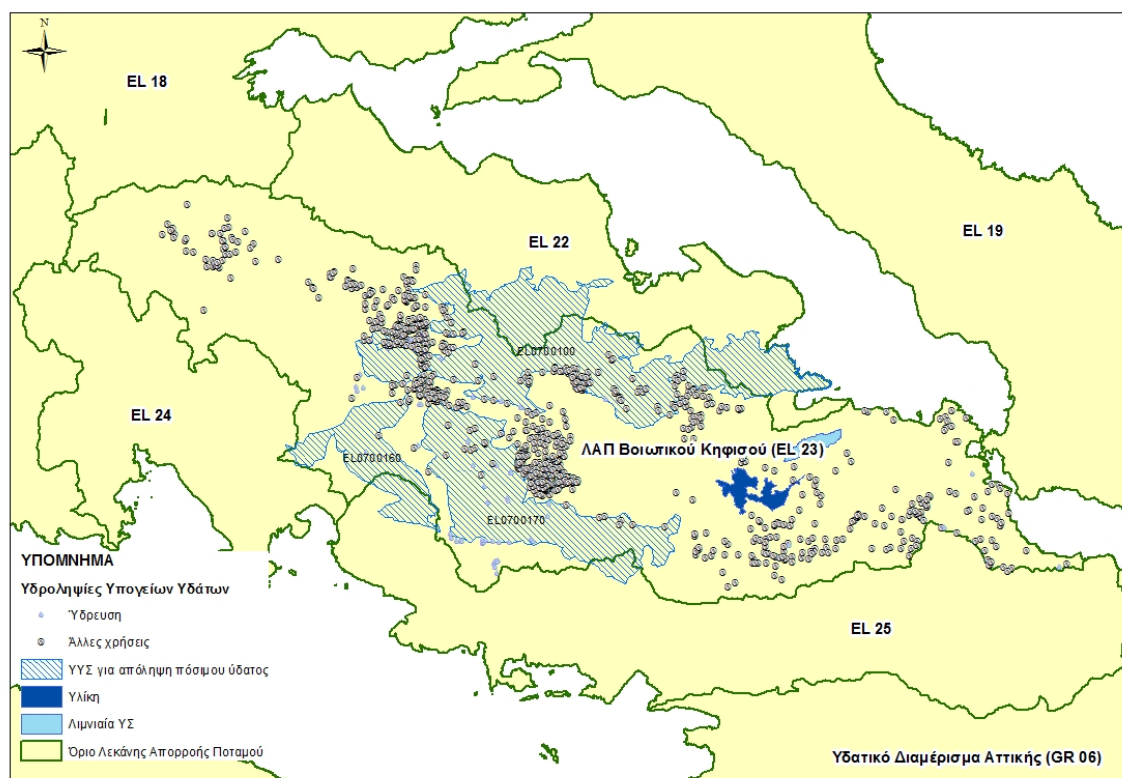 N
EL 18
EL 22
EL 19
EL0700100
EL 24
ΛΑΠ Βοιωτικού Κηφισού (EL 23)
EL0700160
EL0700170
ΥΠΟΜΝΗΜΑ
Υδροληψίες Υπογείων Υδάτων
Ύδρευση
Άλλες χρήσεις
ΥΥΣ για απόληψη πόσιμου ύδατος
Υλίκη
Λιμνιαία ΥΣ
Όριο Λεκάνης Απορροής Ποταμού
EL 25
Υδατικό Διαμέρισμα Αττικής (GR 06)